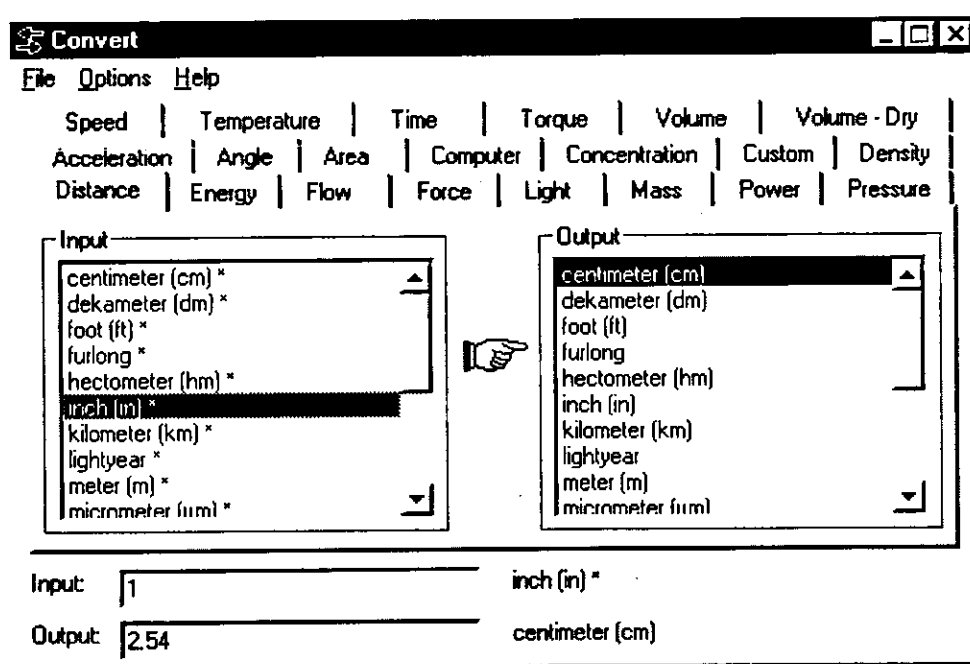 Convert
File Options Help
Speed Temperature Time Torque Volume Volume - Dry
Acceleration Angle Area Computer Concentration Custom Density
Distance Energy Flow Force Light Mass Power Pressure
Input
centimeter (cm) *
dekameter (dm) *
foot (ft) *
furlong *
hectometer (hm) *
inch (in) *
kilometer (km) *
lightyear *
meter (m) *
micrometer (um) *
Output
centimeter (cm)
dekameter (dm)
foot (ft)
furlong
hectometer (hm)
inch (in)
kilometer (km)
lightyear
meter (m)
micrometer (um)
Input: 1 inch (in) *
Output: 2.54 centimeter (cm)